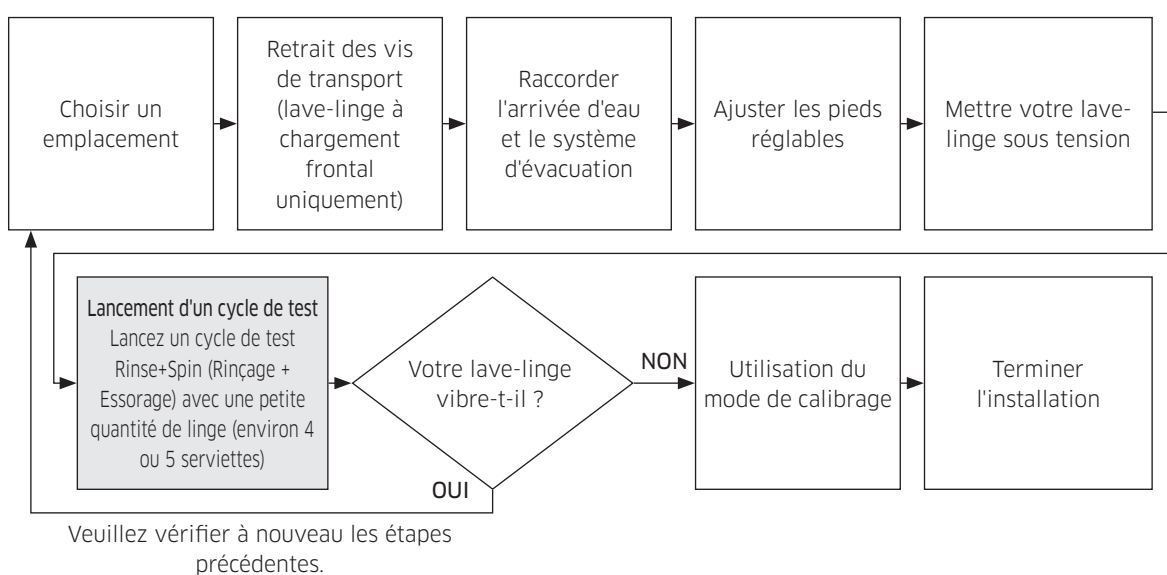 Choisir un
emplacement
Retrait des vis
de transport
(lave-linge à
chargement
frontal
uniquement)
Raccorder
l'arrivée d'eau
et le système
d'évacuation
Ajuster les pieds
réglables
Mettre votre lave-
linge sous tension
Lancement d'un cycle de test
Lancez un cycle de test
Rinse+Spin (Rinçage +
Essorage) avec une petite
quantité de linge (environ 4
ou 5 serviettes)
Votre lave-linge
vibre-t-il ?
NON
Utilisation du
mode de calibrage
Terminer
l'installation
OUI
Veuillez vérifier à nouveau les étapes
précédentes.